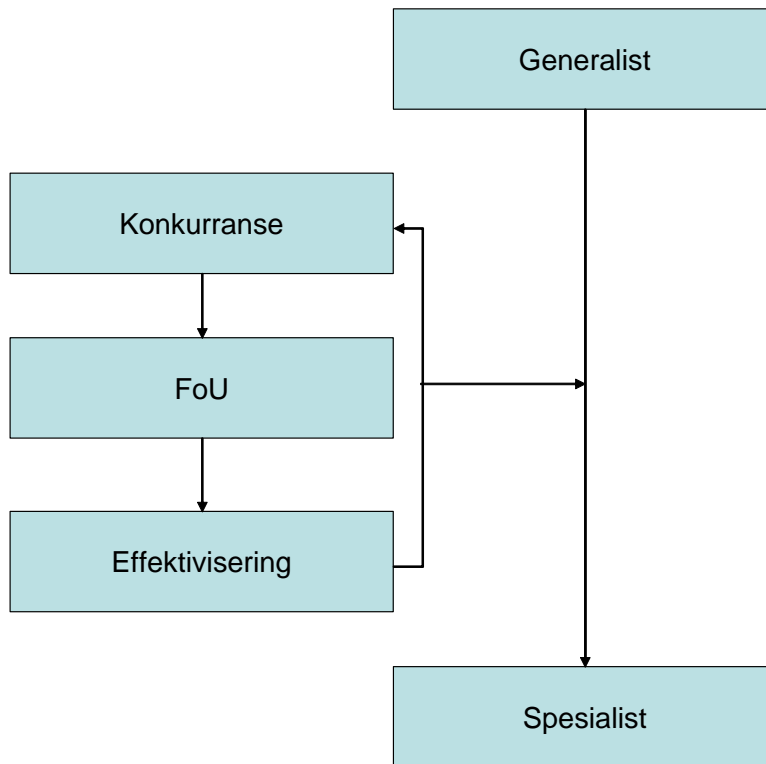 Generalist
Konkurranse
FoU
Effektivisering
Spesialist